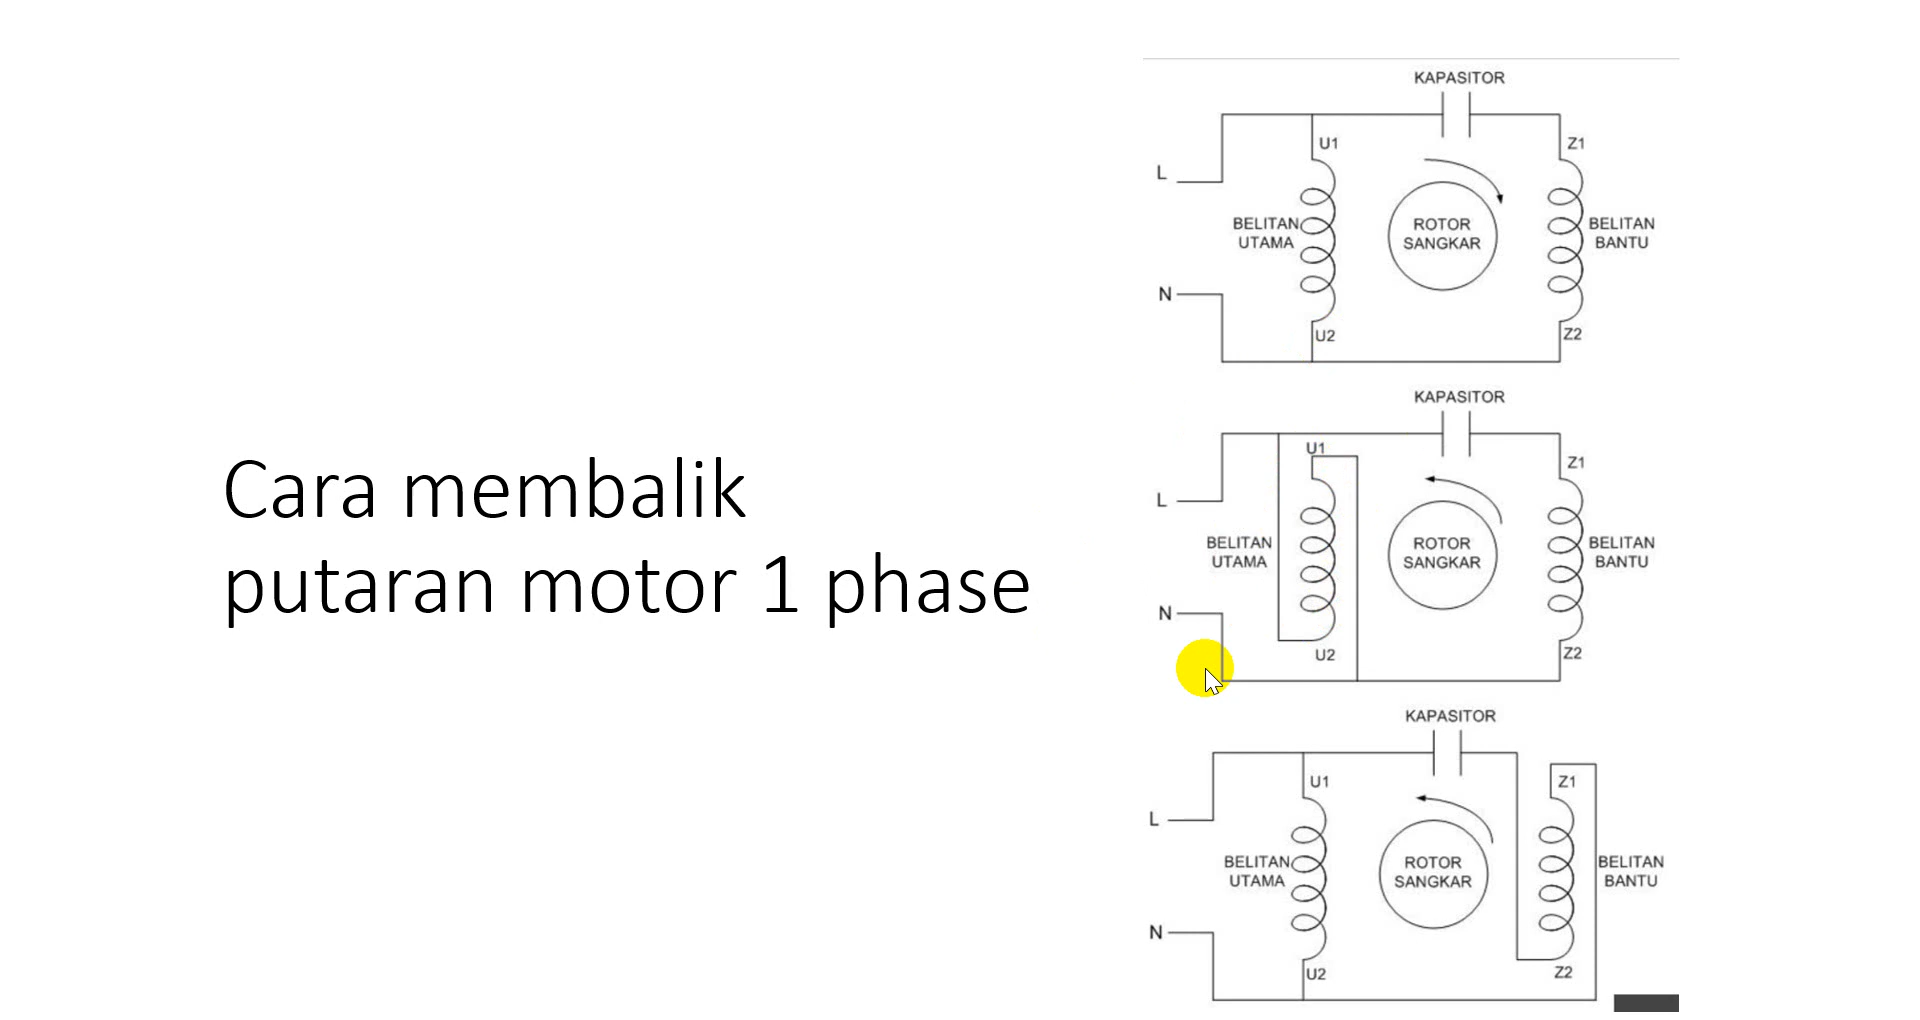 Cara membalik
putaran motor 1 phase
KAPASITOR
U1
Z1
L
BELITAN
UTAMA
ROTOR
SANGKAR
BELITAN
BANTU
N
U2
Z2
KAPASITOR
U1
Z1
L
BELITAN
UTAMA
ROTOR
SANGKAR
BELITAN
BANTU
N
U2
Z2
KAPASITOR
U1
Z1
L
BELITAN
UTAMA
ROTOR
SANGKAR
BELITAN
BANTU
N
U2
Z2